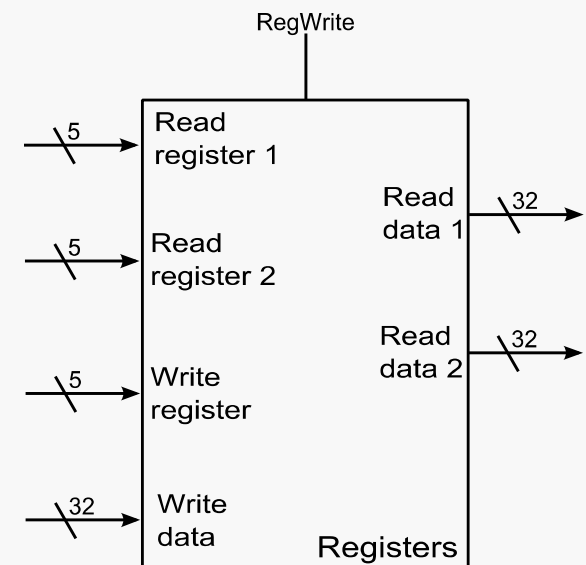 RegWrite
5
Read
register 1
5
Read
register 2
5
Write
register
32
Write
data
Read
data 1
32
Read
data 2
32
Registers